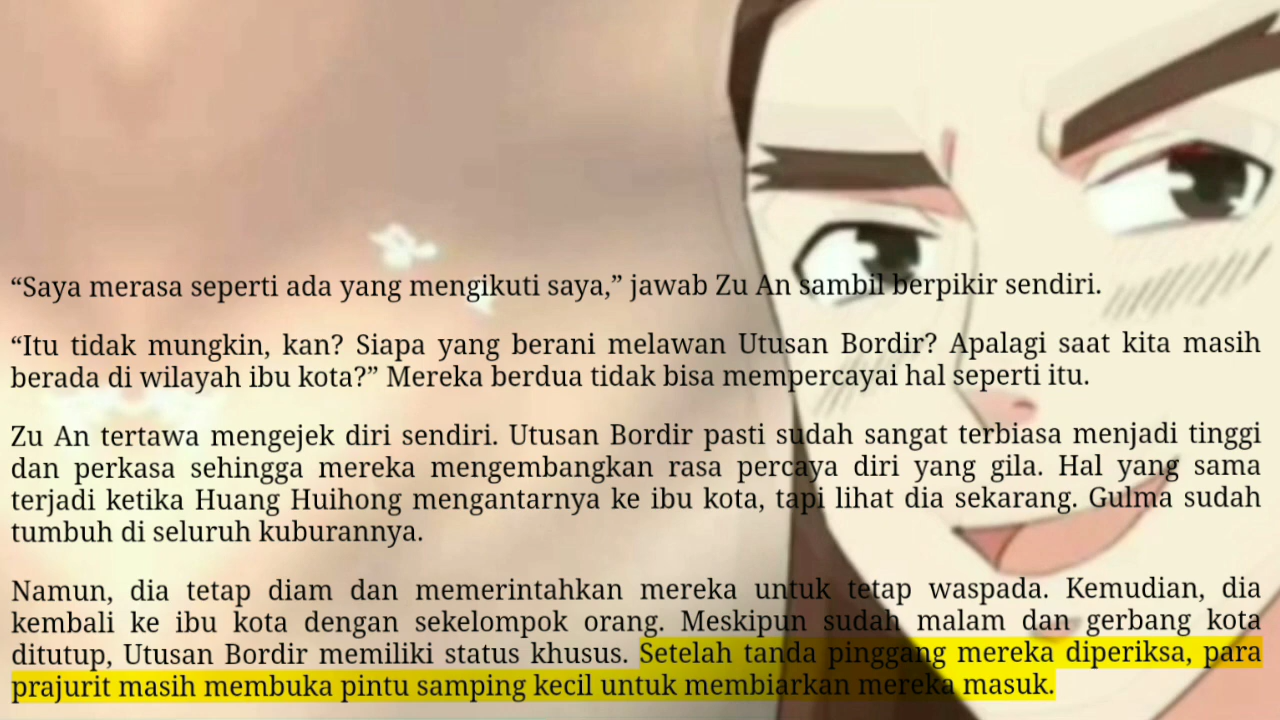 “Saya merasa seperti ada yang mengikuti saya,” jawab Zu An sambil berpikir sendiri.
“Itu tidak mungkin, kan? Siapa yang berani melawan Utusan Bordir? Apalagi saat kita masih
berada di wilayah ibu kota?” Mereka berdua tidak bisa mempercayai hal seperti itu.
Zu An tertawa mengejek diri sendiri. Utusan Bordir pasti sudah sangat terbiasa menjadi tinggi
dan perkasa sehingga mereka mengembangkan rasa percaya diri yang gila. Hal yang sama
terjadi ketika Huang Huihong mengantarnya ke ibu kota, tapi lihat dia sekarang. Gulma sudah
tumbuh di seluruh kuburannya.
Namun, dia tetap diam dan memerintahkan mereka untuk tetap waspada. Kemudian, dia
kembali ke ibu kota dengan sekelompok orang. Meskipun sudah malam dan gerbang kota
ditutup, Utusan Bordir memiliki status khusus. Setelah tanda pinggang mereka diperiksa, para
prajurit masih membuka pintu samping kecil untuk membiarkan mereka masuk.